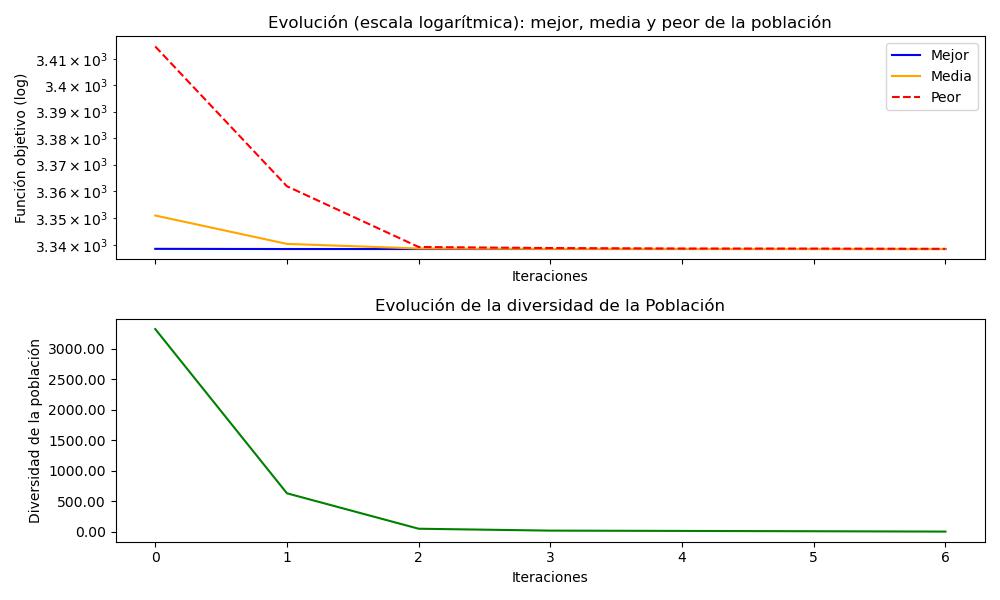 Evolución (escala logarítmica): mejor, media y peor de la población
Función objetivo (log)
3.41 × 10³
3.4 × 10³
3.39 × 10³
3.38 × 10³
3.37 × 10³
3.36 × 10³
3.35 × 10³
3.34 × 10³
Mejor
Media
Peor
Iteraciones
Evolución de la diversidad de la Población
Diversidad de la población
3000.00
2500.00
2000.00
1500.00
1000.00
500.00
0.00
0 1 2 3 4 5 6
Iteraciones